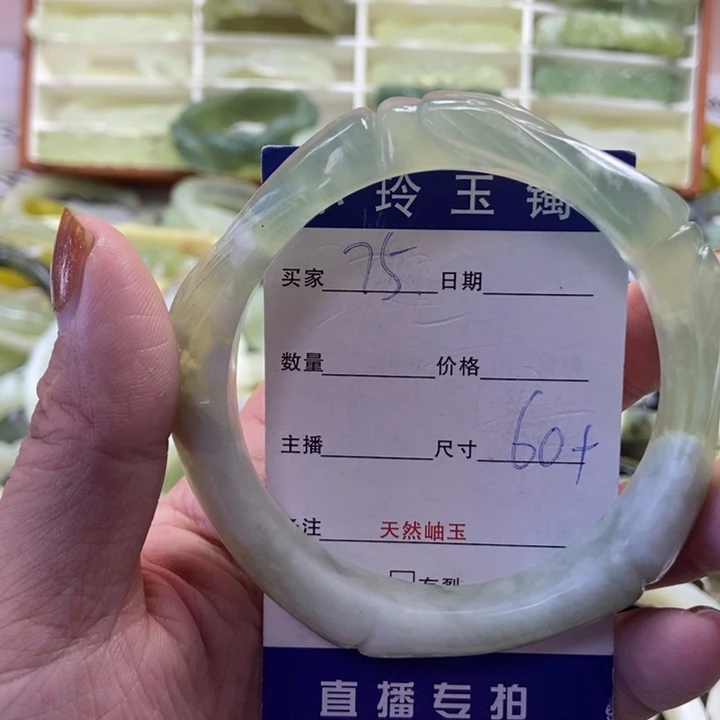 玲玉镯
买家 75 日期
数量 价格
主播 尺寸 60+
注 天然岫玉
直播专拍